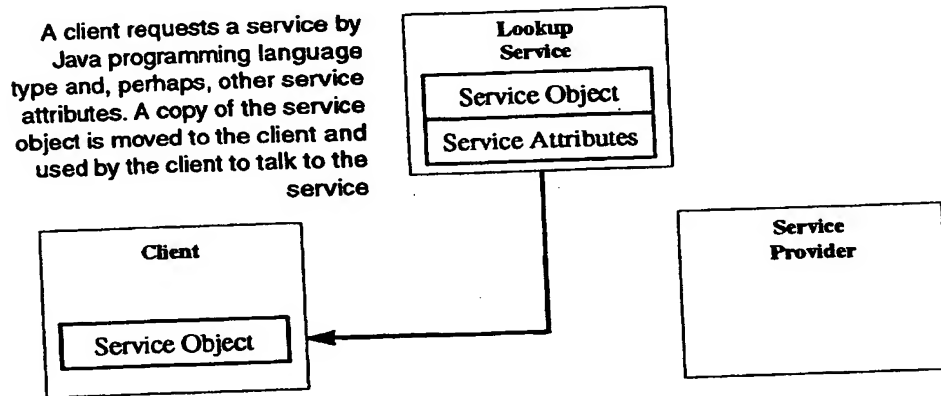 A client requests a service by
Java programming language
type and, perhaps, other service
attributes. A copy of the service
object is moved to the client and
used by the client to talk to the
service
Lookup
Service
Service Object
Service Attributes
Client
Service Object
Service
Provider